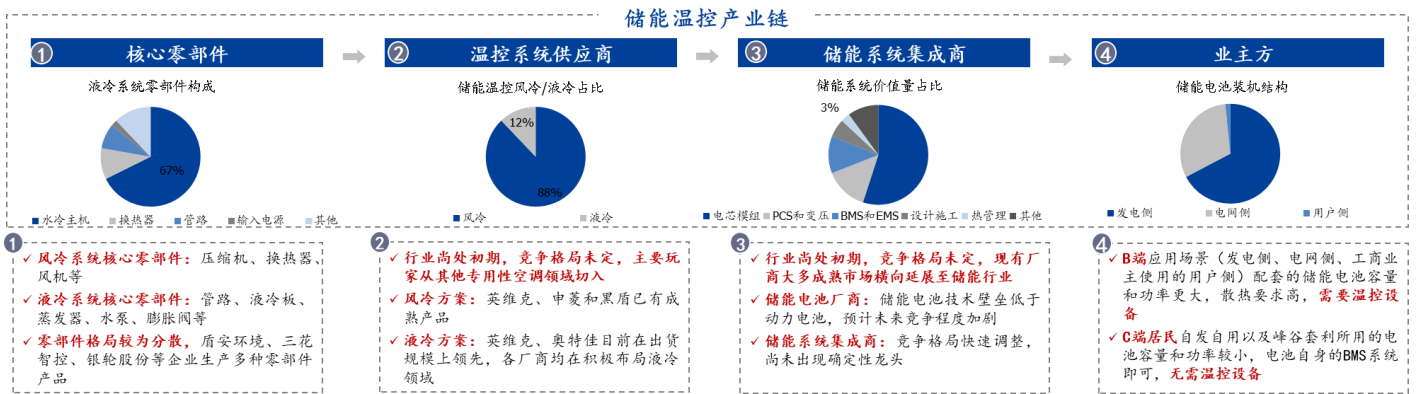 储能温控产业链
1 核心零部件
液冷系统零部件构成
67%
水冷主机 换热器 管路 输入电源 其他
2 温控系统供应商
储能温控风冷/液冷占比
12%
88%
风冷 液冷
3 储能系统集成商
储能系统价值量占比
3%
电芯模组 PCS和变压 BMS和EMS 设计施工 热管理 其他
4 业主方
储能电池装机结构
发电侧 电网侧 用户侧
1
✓ 风冷系统核心零部件：压缩机、换热器、
风机等
✓ 液冷系统核心零部件：管路、液冷板、
蒸发器、水泵、膨胀阀等
✓ 零部件格局较为分散，盾安环境、三花
智控、银轮股份等企业生产多种零部件
产品
2
✓ 行业尚处初期，竞争格局未定，主要玩
家从其他专用性空调领域切入
✓ 风冷方案：英维克、申菱和黑盾已有成
熟产品
✓ 液冷方案：英维克、奥特佳目前在出货
规模上领先，各厂商均在积极布局液冷
领域
3
✓ 行业尚处初期，竞争格局未定，现有厂
商大多成熟市场横向延展至储能行业
✓ 储能电池厂商：储能电池技术壁垒低于
动力电池，预计未来竞争程度加剧
✓ 储能系统集成商：竞争格局快速调整，
尚未出现确定性龙头
4
✓ B端应用场景（发电侧、电网侧、工商业
主使用的用户侧）配套的储能电池容量
和功率更大，散热要求高，需要温控设
备
✓ C端居民自发自用以及峰谷套利所用的电
池容量和功率较小，电池自身的BMS系统
即可，无需温控设备